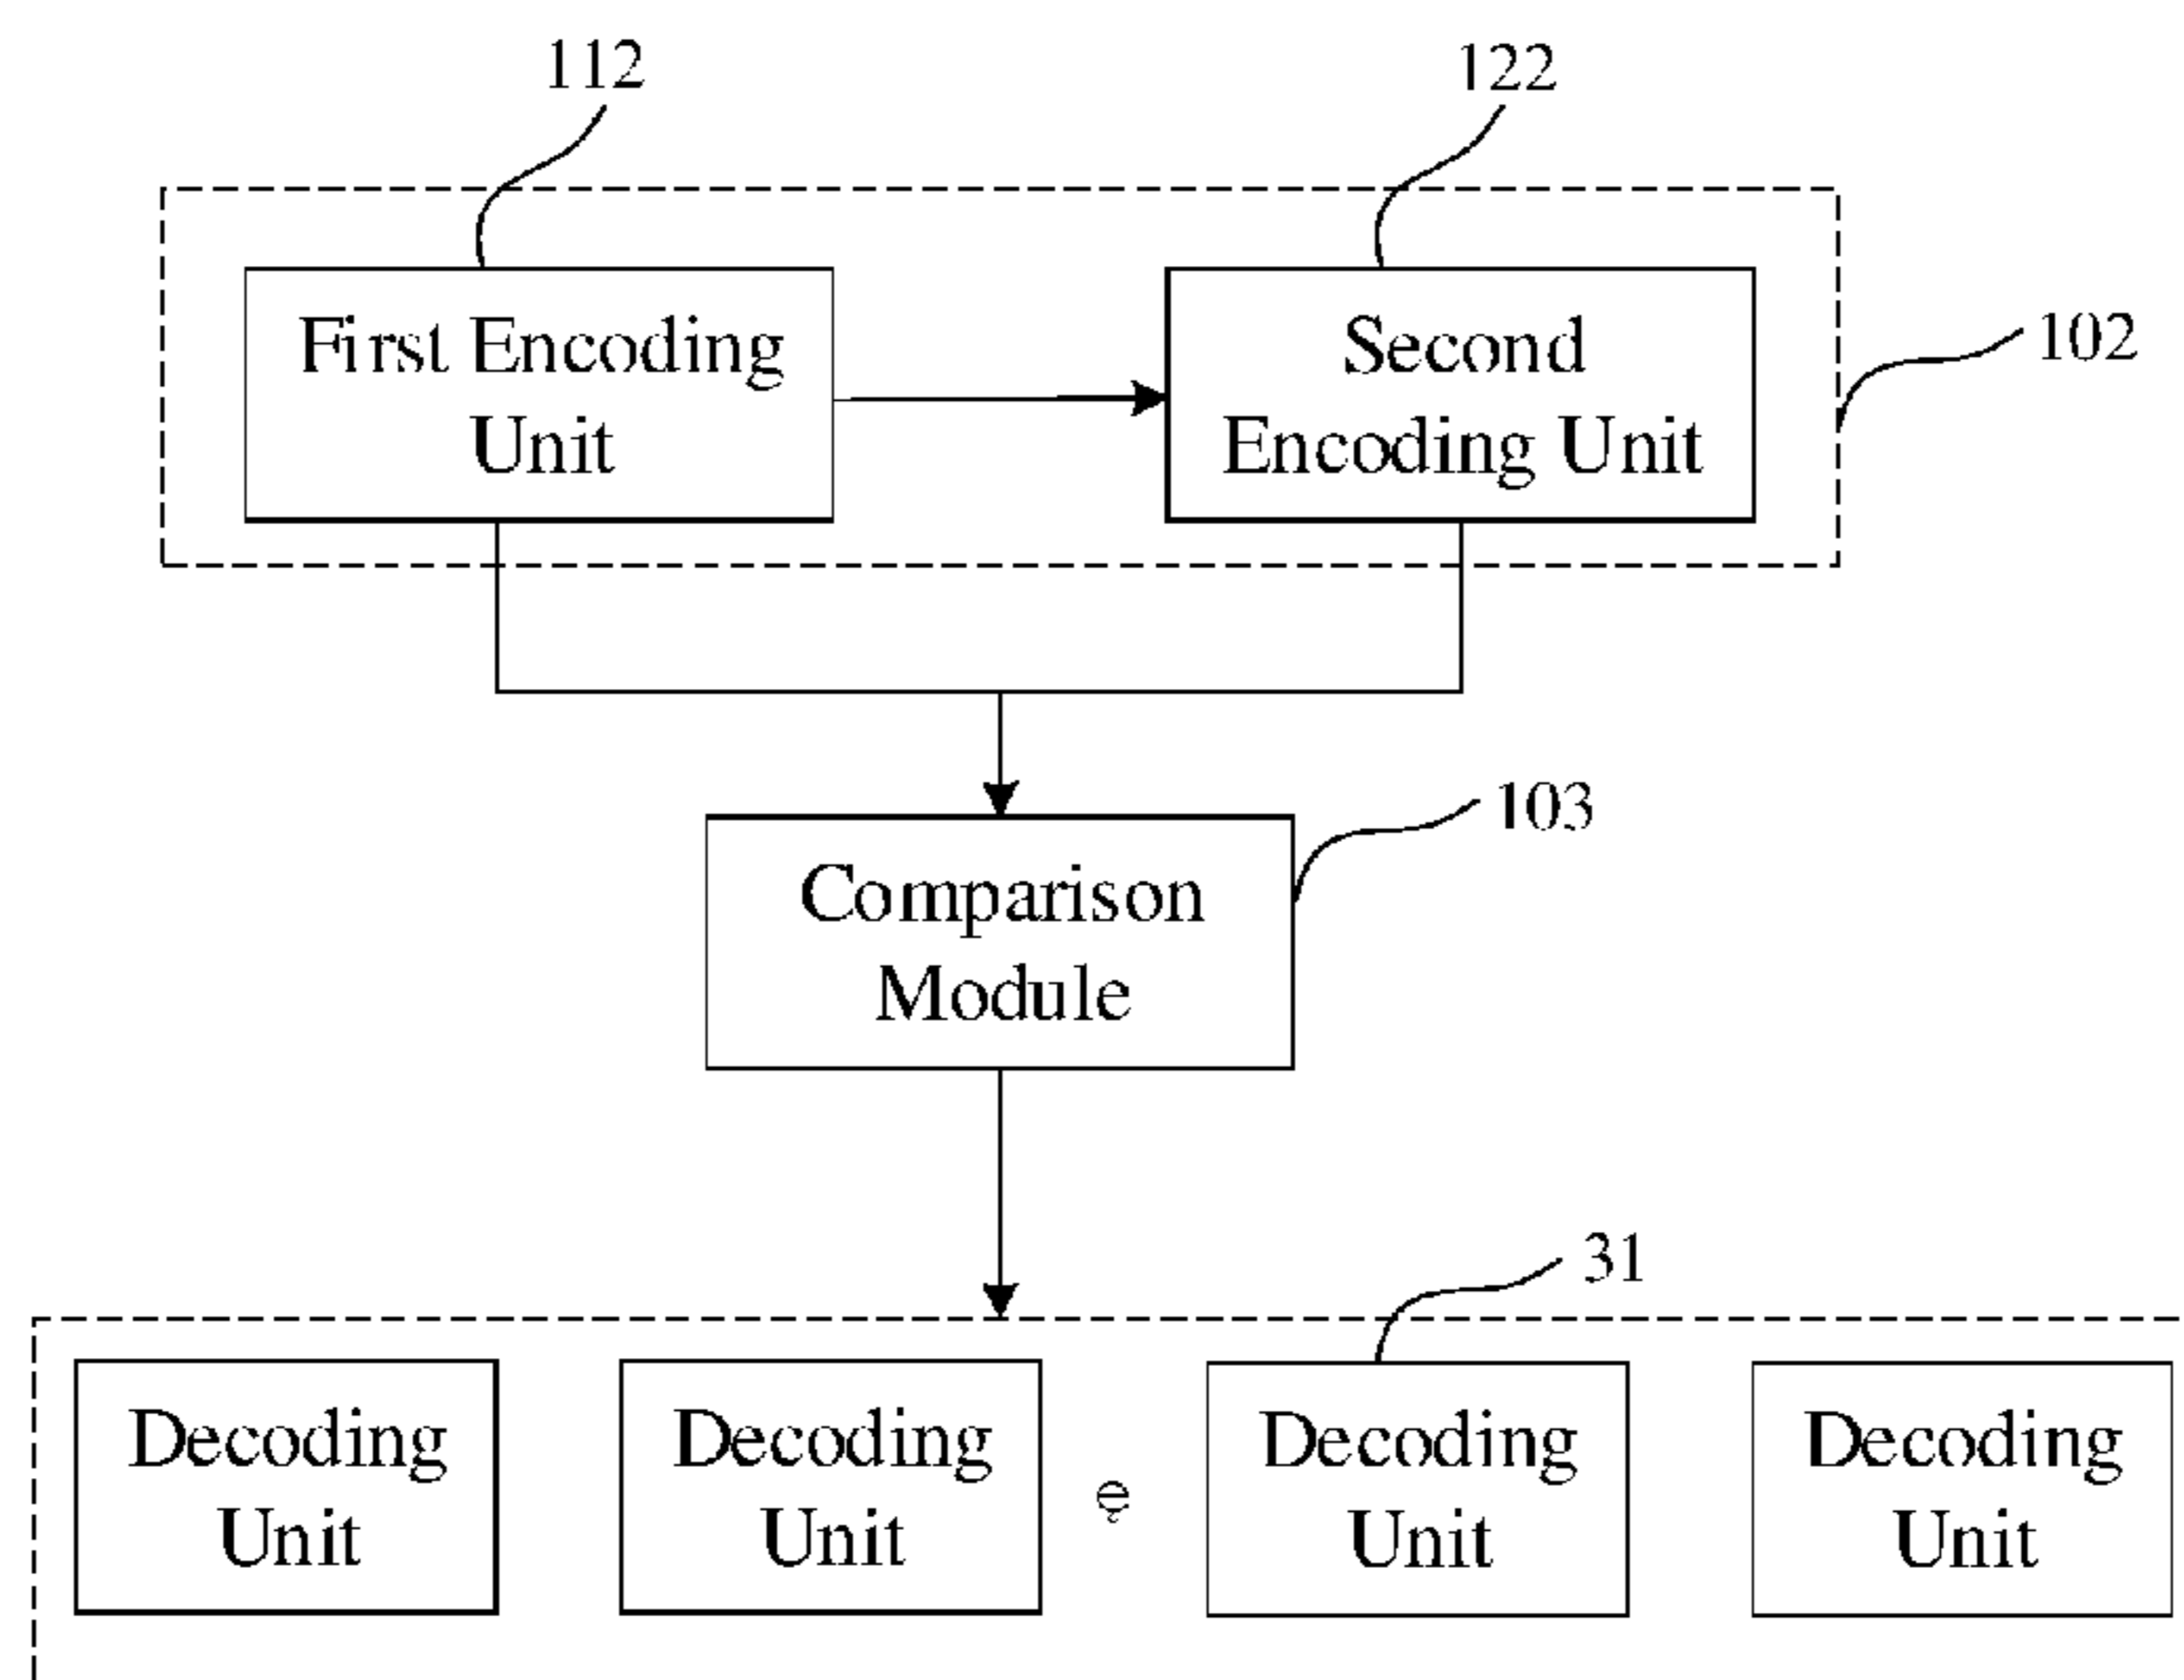 112
122
First Encoding
Unit
Second
Encoding Unit
102
103
Comparison
Module
31
Decoding
Unit
Decoding
Unit
ę
Decoding
Unit
Decoding
Unit